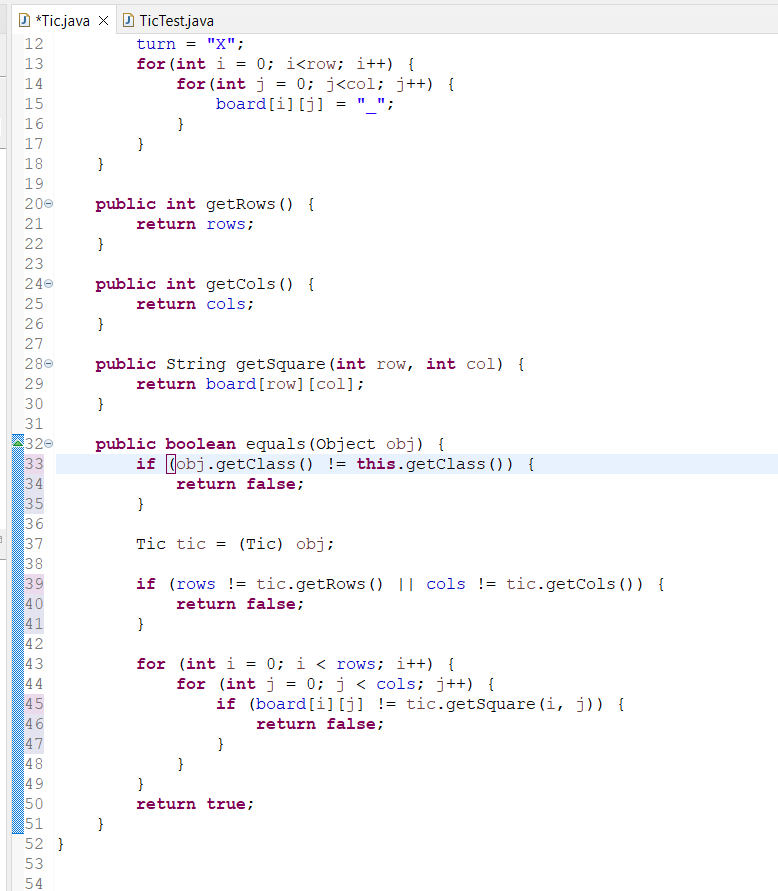 *Tic.java TicTest.java
12 turn = "X";
13 for(int i = 0; i<row; i++) {
14 for(int j = 0; j<col; j++) {
15 board[i][j] = "_";
16 }
17 }
18 }
19
20 public int getRows() {
21 return rows;
22 }
23
24 public int getCols() {
25 return cols;
26 }
27
28 public String getSquare(int row, int col) {
29 return board[row][col];
30 }
31
32 public boolean equals(Object obj) {
33 if (obj.getClass() != this.getClass()) {
34 return false;
35 }
36
37 Tic tic = (Tic) obj;
38
39 if (rows != tic.getRows() || cols != tic.getCols()) {
40 return false;
41 }
42
43 for (int i = 0; i < rows; i++) {
44 for (int j = 0; j < cols; j++) {
45 if (board[i][j] != tic.getSquare(i, j)) {
46 return false;
47 }
48 }
49 }
50 return true;
51 }
52 }
53
54